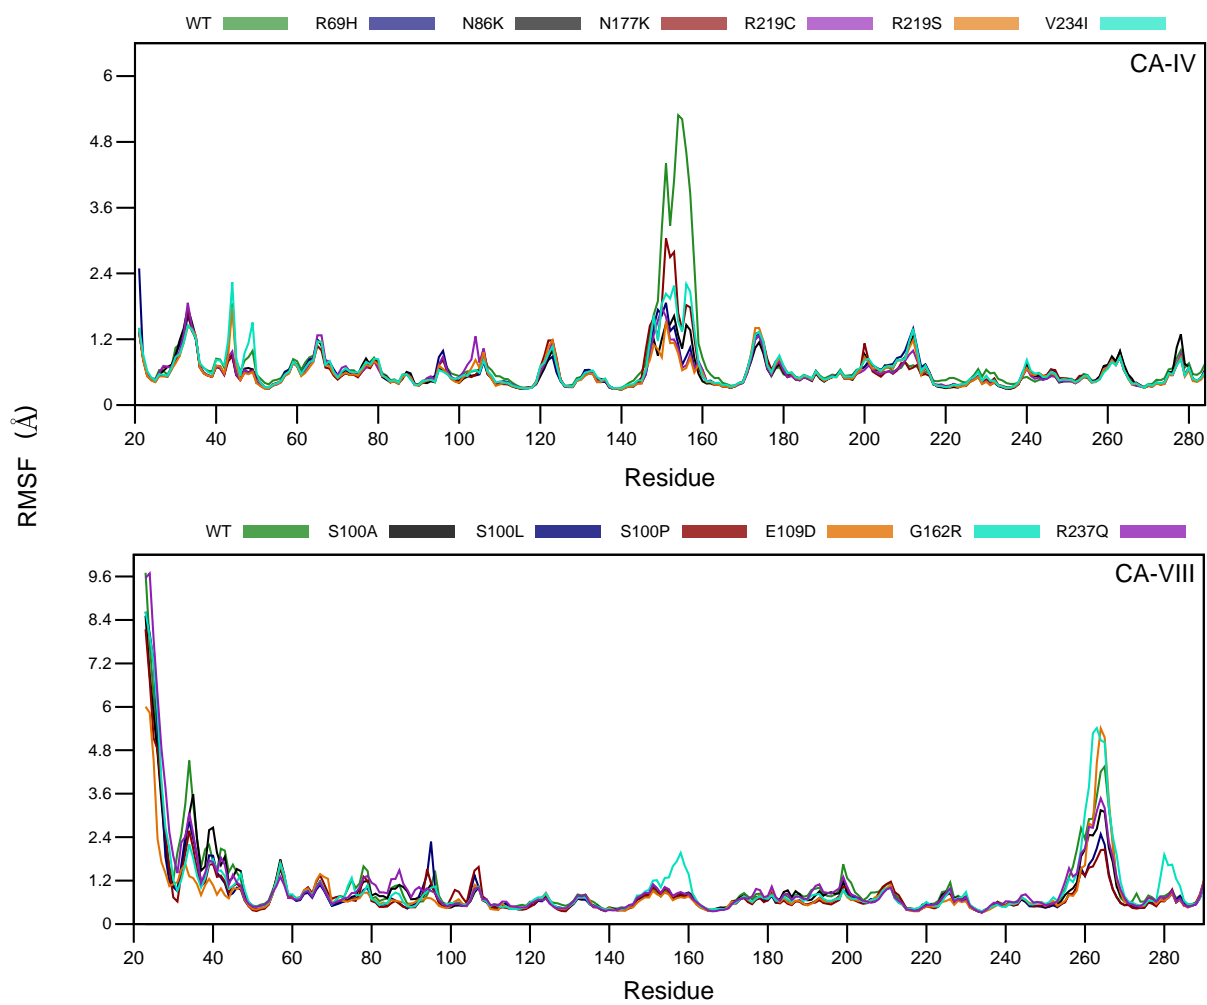 WT R69H N86K N177K R219C R219S V234I
CA-IV
6
4.8
3.6
2.4
1.2
0
20 40 60 80 100 120 140 160 180 200 220 240 260 280
Residue
RMSF (Å)
WT S100A S100L S100P E109D G162R R237Q
CA-VIII
9.6
8.4
7.2
6
4.8
3.6
2.4
1.2
0
20 40 60 80 100 120 140 160 180 200 220 240 260 280
Residue